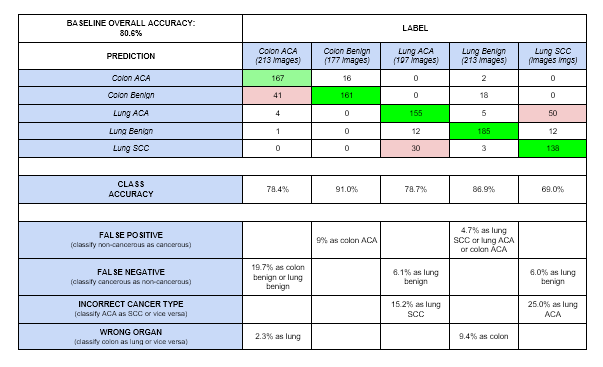 BASELINE OVERALL ACCURACY:
80.6%
LABEL
PREDICTION
Colon ACA
(213 images)
Colon Benign
(177 images)
Lung ACA
(197 images)
Lung Benign
(213 images)
Lung SCC
(images imgs)
Colon ACA 167 16 0 2 0
Colon Benign 41 161 0 18 0
Lung ACA 4 0 155 5 50
Lung Benign 1 0 12 185 12
Lung SCC 0 0 30 3 138
CLASS
ACCURACY
78.4% 91.0% 78.7% 86.9% 69.0%
FALSE POSITIVE
(classify non-cancerous as cancerous)
9% as colon ACA
4.7% as lung
SCC or lung ACA
or colon ACA
FALSE NEGATIVE
(classify cancerous as non-cancerous)
19.7% as colon
benign or lung
benign
6.1% as lung
benign
6.0% as lung
benign
INCORRECT CANCER TYPE
(classify ACA as SCC or vice versa)
15.2% as lung
SCC
25.0% as lung
ACA
WRONG ORGAN
(classify colon as lung or vice versa)
2.3% as lung
9.4% as colon